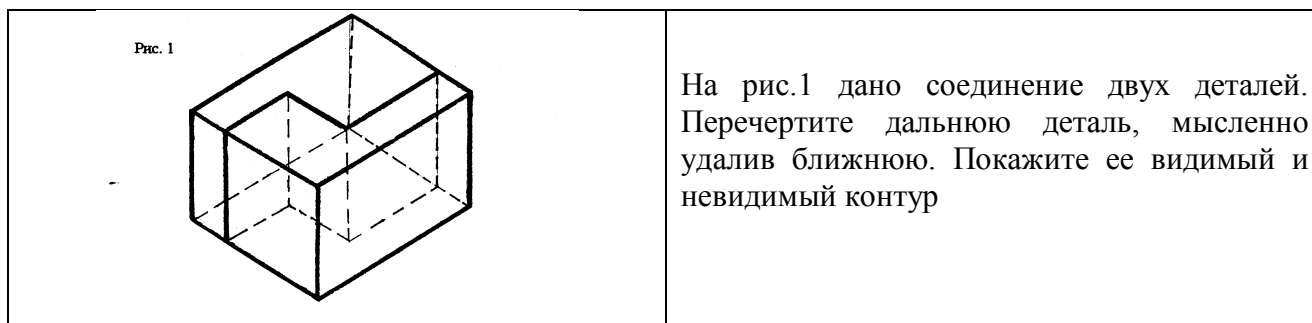 Рис. 1
На рис.1 дано соединение двух деталей.
Перечертите дальнюю деталь, мысленно
удалив ближнюю. Покажите ее видимый и
невидимый контур